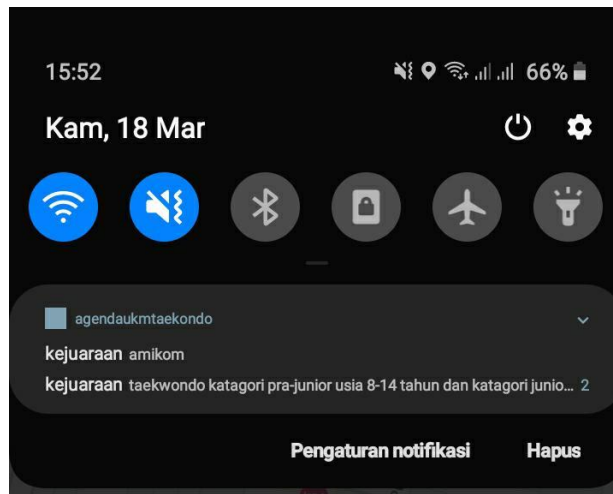 15:52 66%
Kam, 18 Mar
agendaukmtaekondo
kejuaraan amikom
kejuaraan taekwondo katagori pra-junior usia 8-14 tahun dan katagori junio... 2
Pengaturan notifikasi Hapus